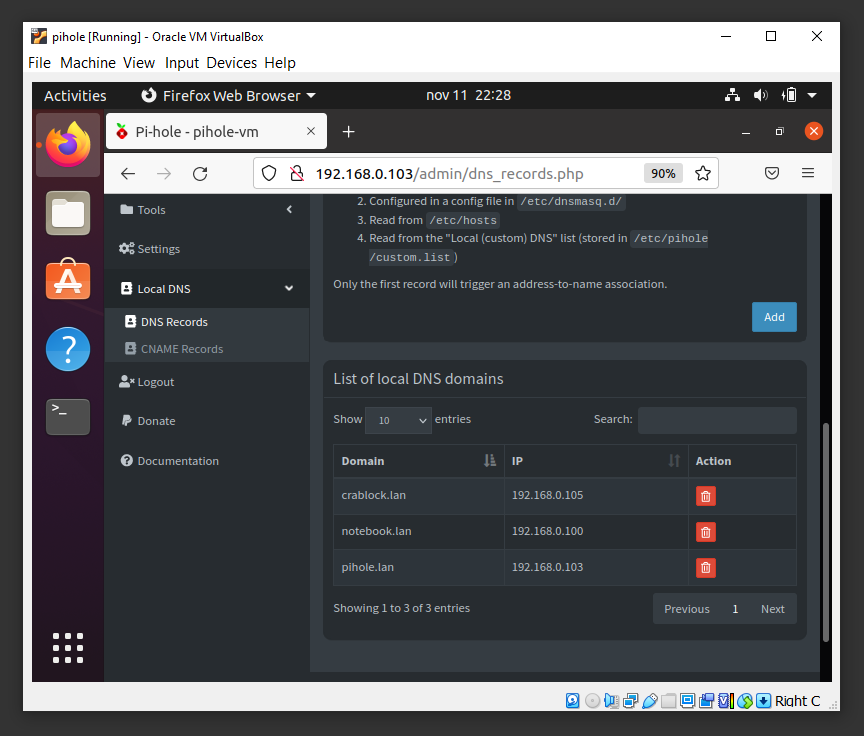 pihole [Running] - Oracle VM VirtualBox
File Machine View Input Devices Help
Activities Firefox Web Browser nov 11 22:28
Pi-hole - pihole-vm
192.168.0.103/admin/dns_records.php 90%
Tools
Settings
Local DNS
DNS Records
CNAME Records
Logout
Donate
Documentation
2. Configured in a config file in /etc/dnsmasq.d/
3. Read from /etc/hosts
4. Read from the "Local (custom) DNS" list (stored in /etc/pihole
/custom.list)
Only the first record will trigger an address-to-name association.
Add
List of local DNS domains
Show 10 entries Search:
Domain IP Action
crablock.lan 192.168.0.105
notebook.lan 192.168.0.100
pihole.lan 192.168.0.103
Showing 1 to 3 of 3 entries Previous 1 Next
Right C